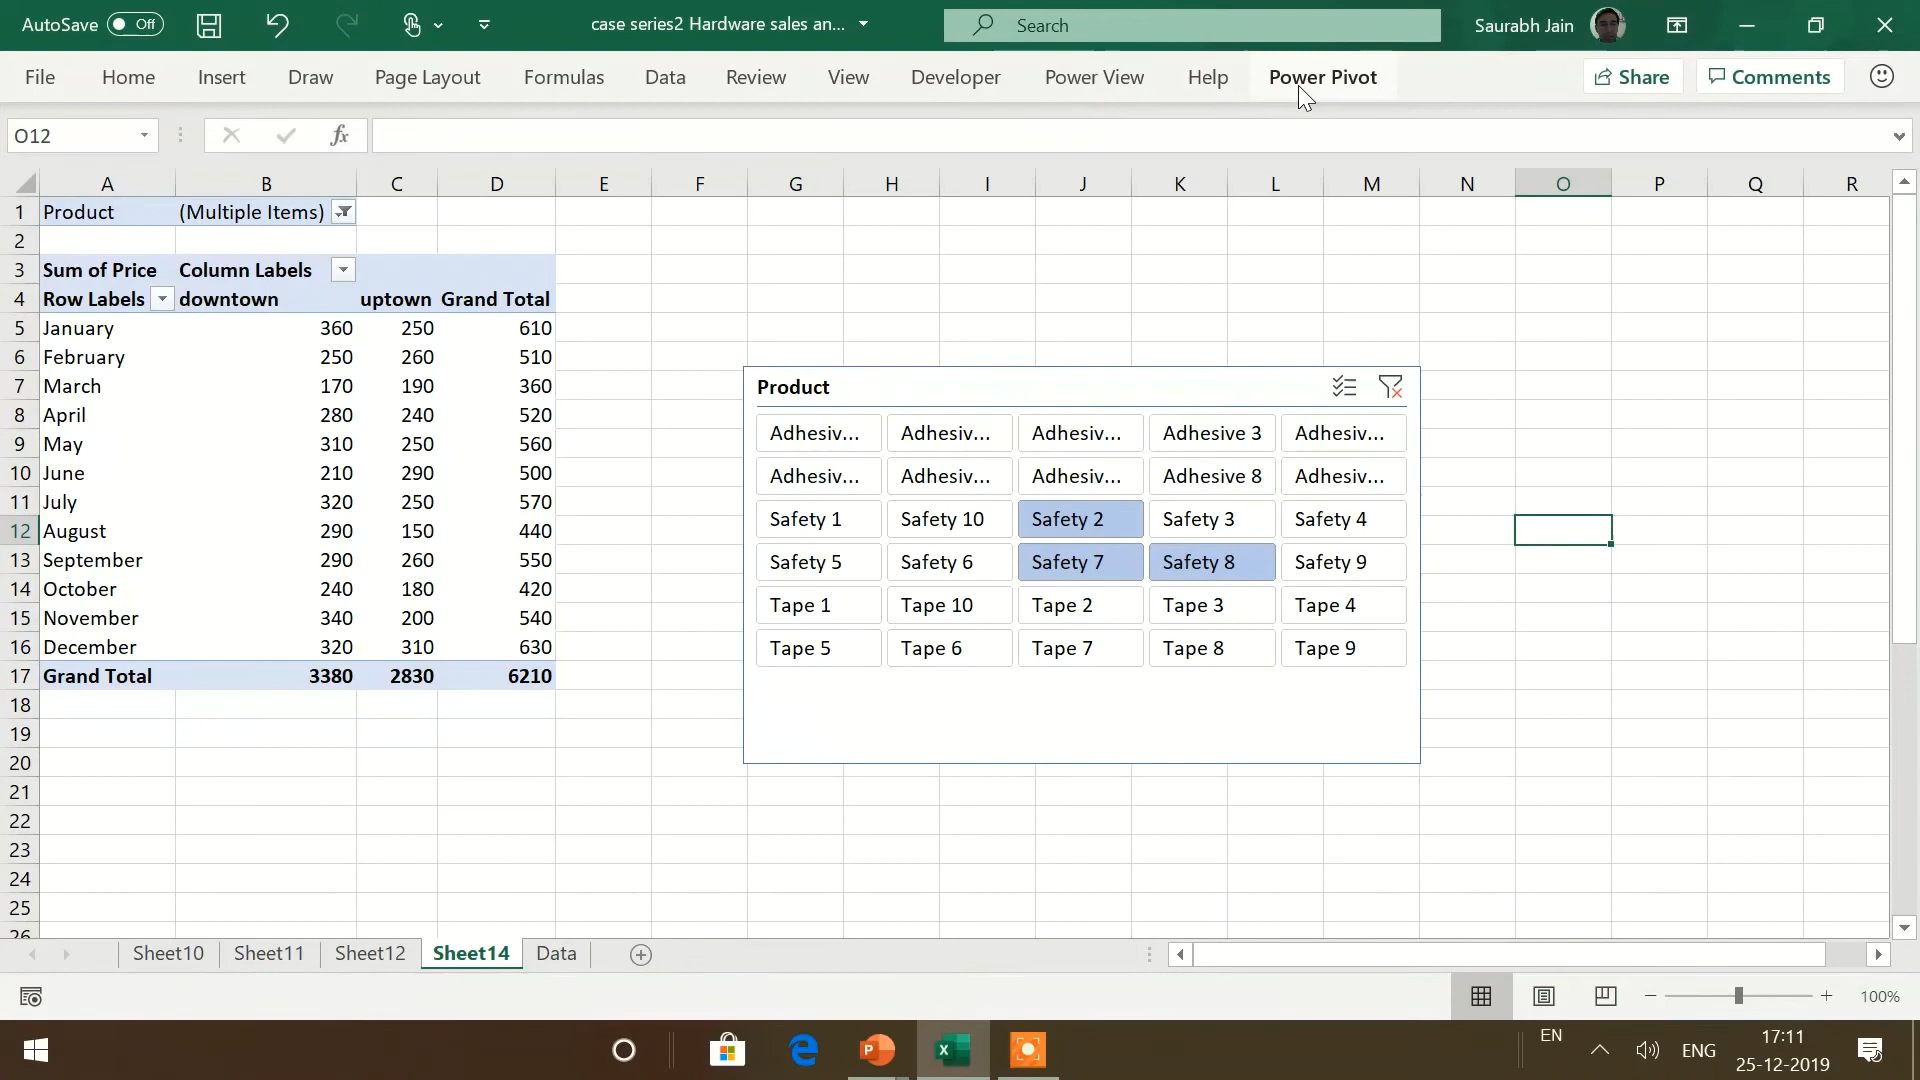 AutoSave Off case series2 Hardware sales an... Search Saurabh Jain
File Home Insert Draw Page Layout Formulas Data Review View Developer Power View Help Power Pivot Share Comments
O12 fx
A B C D E F G H I J K L M N O P Q R
1 Product (Multiple Items)
2
3 Sum of Price Column Labels
4 Row Labels downtown uptown Grand Total
5 January 360 250 610
6 February 250 260 510
7 March 170 190 360
8 April 280 240 520
9 May 310 250 560
10 June 210 290 500
11 July 320 250 570
12 August 290 150 440
13 September 290 260 550
14 October 240 180 420
15 November 340 200 540
16 December 320 310 630
17 Grand Total 3380 2830 6210
18
19
20
21
22
23
24
25
26
Product
Adhesiv... Adhesiv... Adhesiv... Adhesive 3 Adhesiv...
Adhesiv... Adhesiv... Adhesiv... Adhesive 8 Adhesiv...
Safety 1 Safety 10 Safety 2 Safety 3 Safety 4
Safety 5 Safety 6 Safety 7 Safety 8 Safety 9
Tape 1 Tape 10 Tape 2 Tape 3 Tape 4
Tape 5 Tape 6 Tape 7 Tape 8 Tape 9
Sheet10 Sheet11 Sheet12 Sheet14 Data
100%
EN ENG 17:11
25-12-2019